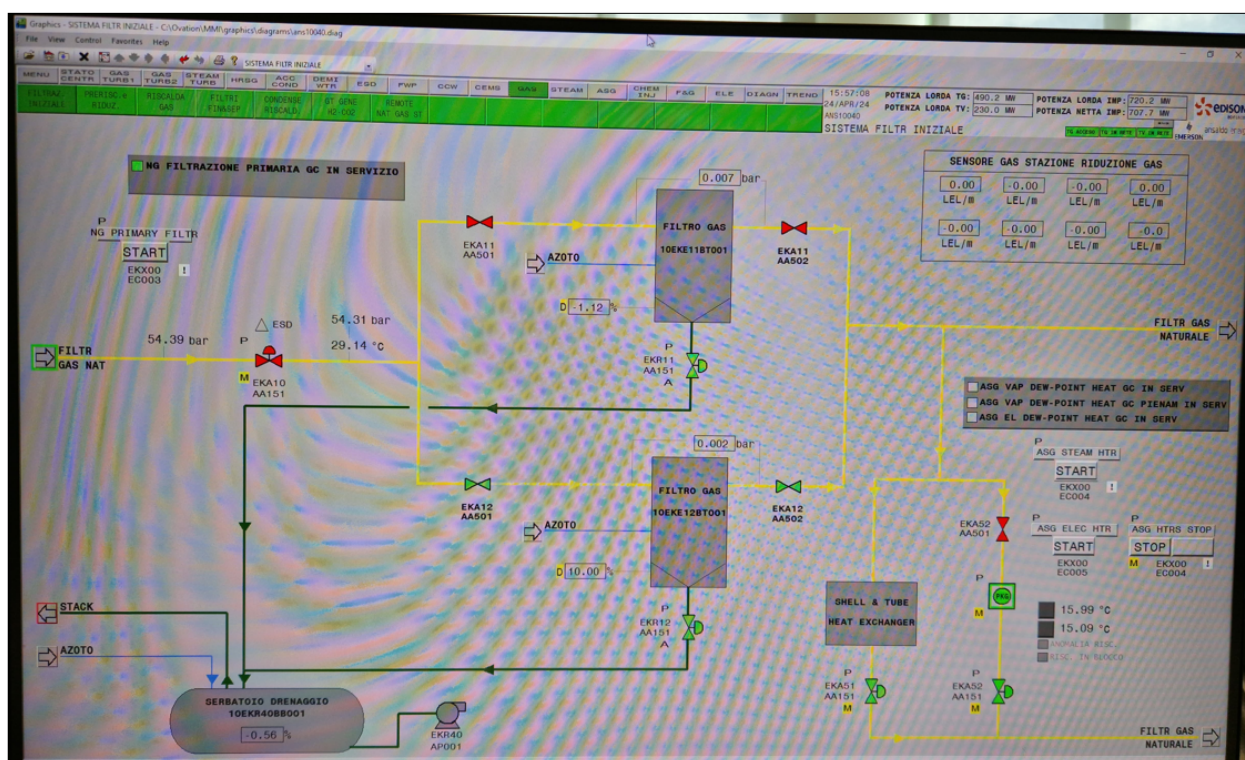 Graphics - SISTEMA FILTR INIZIALE - C:\Ovation\MMI\graphics\diagrams\ans10040.diag
File View Control Favorites Help
SISTEMA FILTR INIZIALE
MENU
STATO CENTR
GAS TURB1
GAS TURB2
STEAM TURB
HRSG
ACC COND
DEMI WTR
ESD
FWP
CCW
CEMS
GAS
STEAM
ASG
CHEM INJ
F&G
ELE
DIAGN
TREND
FILTRAZ. INIZIALE
PRERISC.+ RIDUZ.
RISCALDA GAS
FILTRI FINASEP
CONDENSE RISCALD.
GT GENE H2-CO2
REMOTE NAT GAS ST
15:57:08
24/APR/24
ANS10040
SISTEMA FILTR INIZIALE
POTENZA LORDA TG: 490.2 MW
POTENZA LORDA TV: 230.0 MW
POTENZA LORDA IMP: 720.2 MW
POTENZA NETTA IMP: 707.7 MW
EDISON
EMERSON
NG FILTRAZIONE PRIMARIA GC IN SERVIZIO
P
NG PRIMARY FILTR
START
EKX00
EC003
!
SENSORE GAS STAZIONE RIDUZIONE GAS
0.00 -0.00 -0.00 0.00
LEL/m LEL/m LEL/m LEL/m
-0.00 -0.00 -0.00 -0.0
LEL/m LEL/m LEL/m LEL/m
0.007 bar
EKA11
AA501
FILTRO GAS
10EKE11BT001
EKA11
AA502
AZOTO
D -1.12 %
P
EKR11
AA151
A
FILTR
GAS NAT
54.39 bar
ESD
P
M
EKA10
AA151
54.31 bar
29.14 °C
FILTR GAS
NATURALE
0.002 bar
EKA12
AA501
FILTRO GAS
10EKE12BT001
EKA12
AA502
AZOTO
D 10.00 %
P
EKR12
AA151
A
ASG VAP DEW-POINT HEAT GC IN SERV
ASG VAP DEW-POINT HEAT GC PIENAM IN SERV
ASG EL DEW-POINT HEAT GC IN SERV
P
ASG STEAM HTR
START
EKX00
EC004
!
P
ASG ELEC HTR
START
EKX00
EC005
P
ASG HTRS STOP
STOP
M
EKX00
EC004
!
EKA52
AA501
P
PKG
M
SHELL & TUBE
HEAT EXCHANGER
15.99 °C
15.09 °C
ANOMALIA RISC.
RISC. IN BLOCCO
P
EKA51
AA151
M
P
EKA52
AA151
M
STACK
AZOTO
SERBATOIO DRENAGGIO
10EKR40BB001
-0.56 %
EKR40
AP001
FILTR GAS
NATURALE